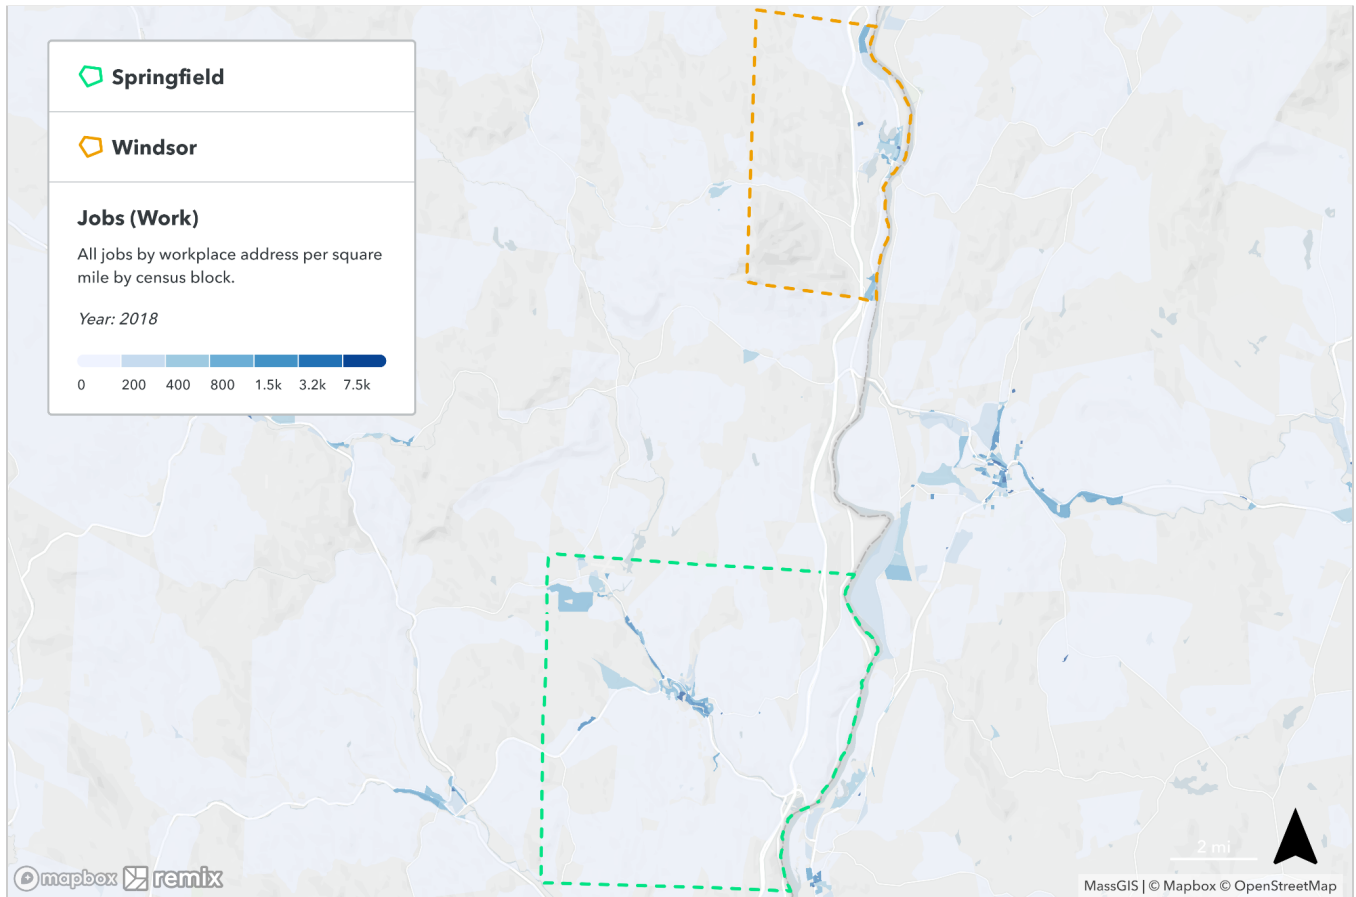 Springfield
Windsor
Jobs (Work)
All jobs by workplace address per square
mile by census block.
Year: 2018
0 200 400 800 1.5k 3.2k 7.5k
2 mi
mapbox remix
MassGIS | © Mapbox © OpenStreetMap